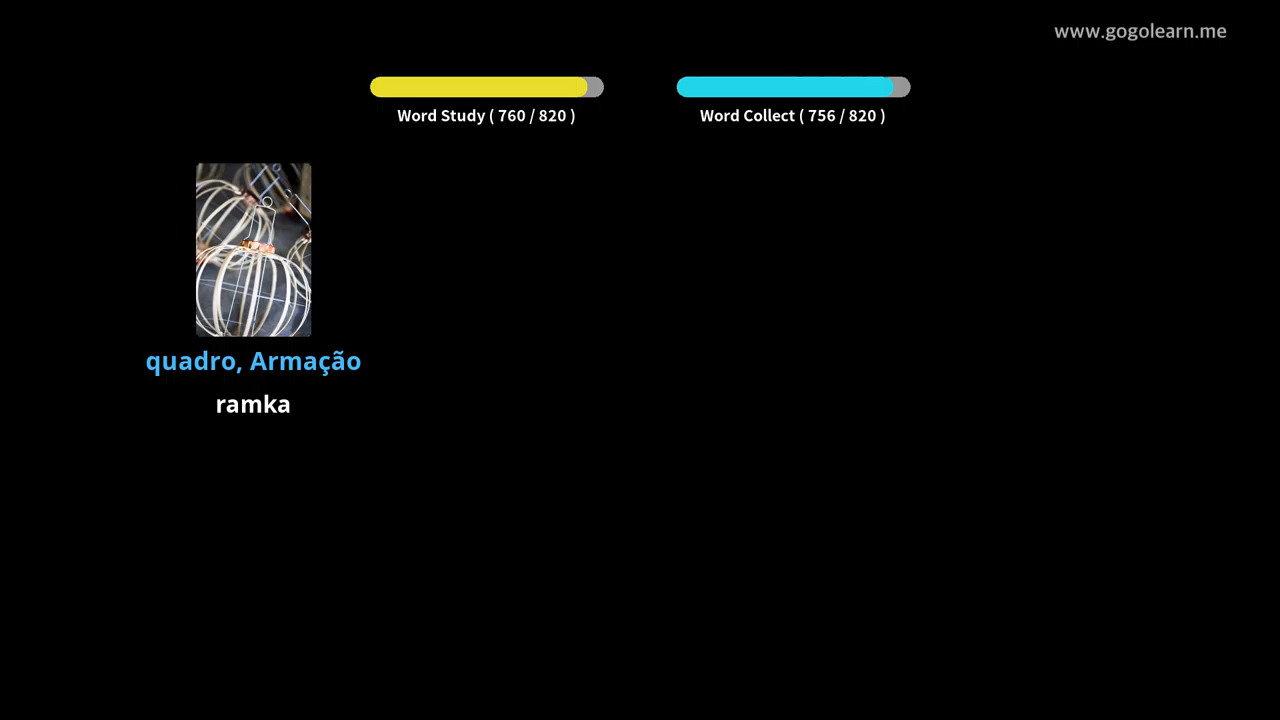 www.gogolearn.me
Word Study ( 760 / 820 )
Word Collect ( 756 / 820 )
quadro, Armação
ramka